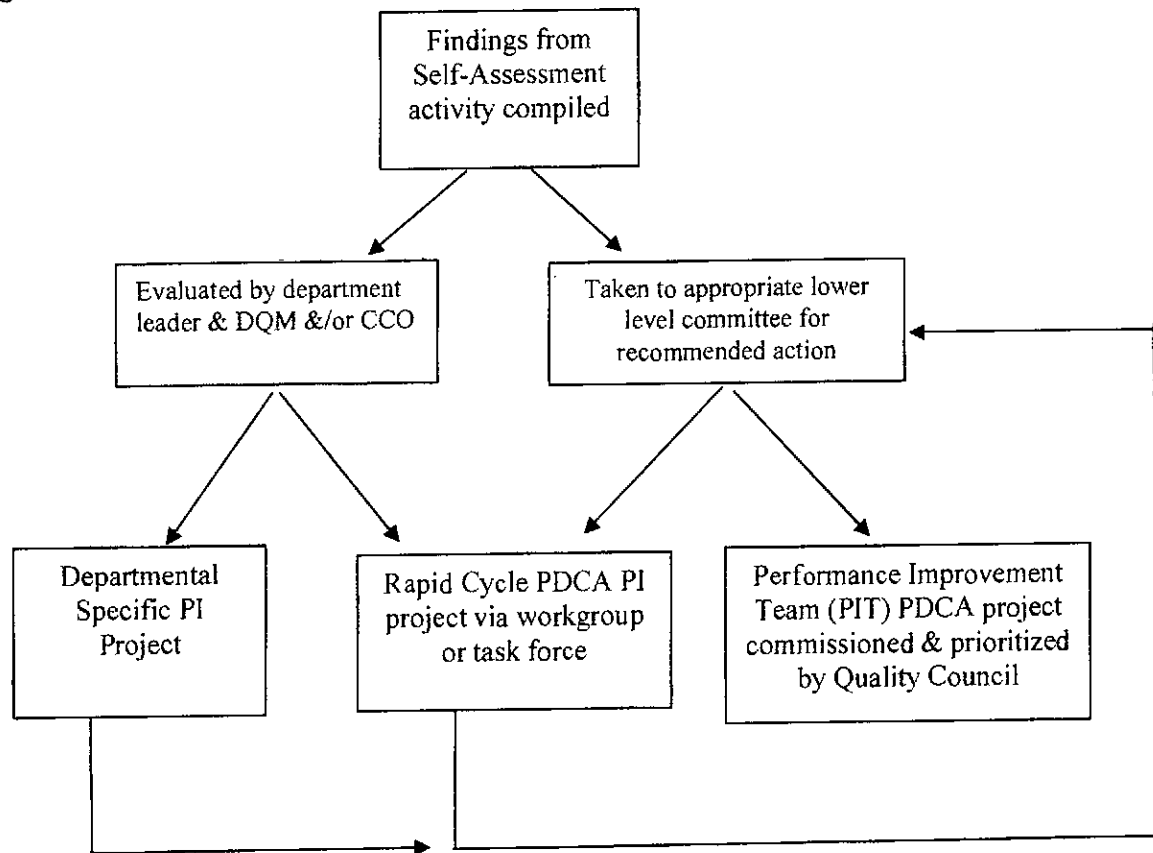 Findings from
Self-Assessment
activity compiled
Evaluated by department
leader & DQM &/or CCO
Taken to appropriate lower
level committee for
recommended action
Departmental
Specific PI
Project
Rapid Cycle PDCA PI
project via workgroup
or task force
Performance Improvement
Team (PIT) PDCA project
commissioned & prioritized
by Quality Council